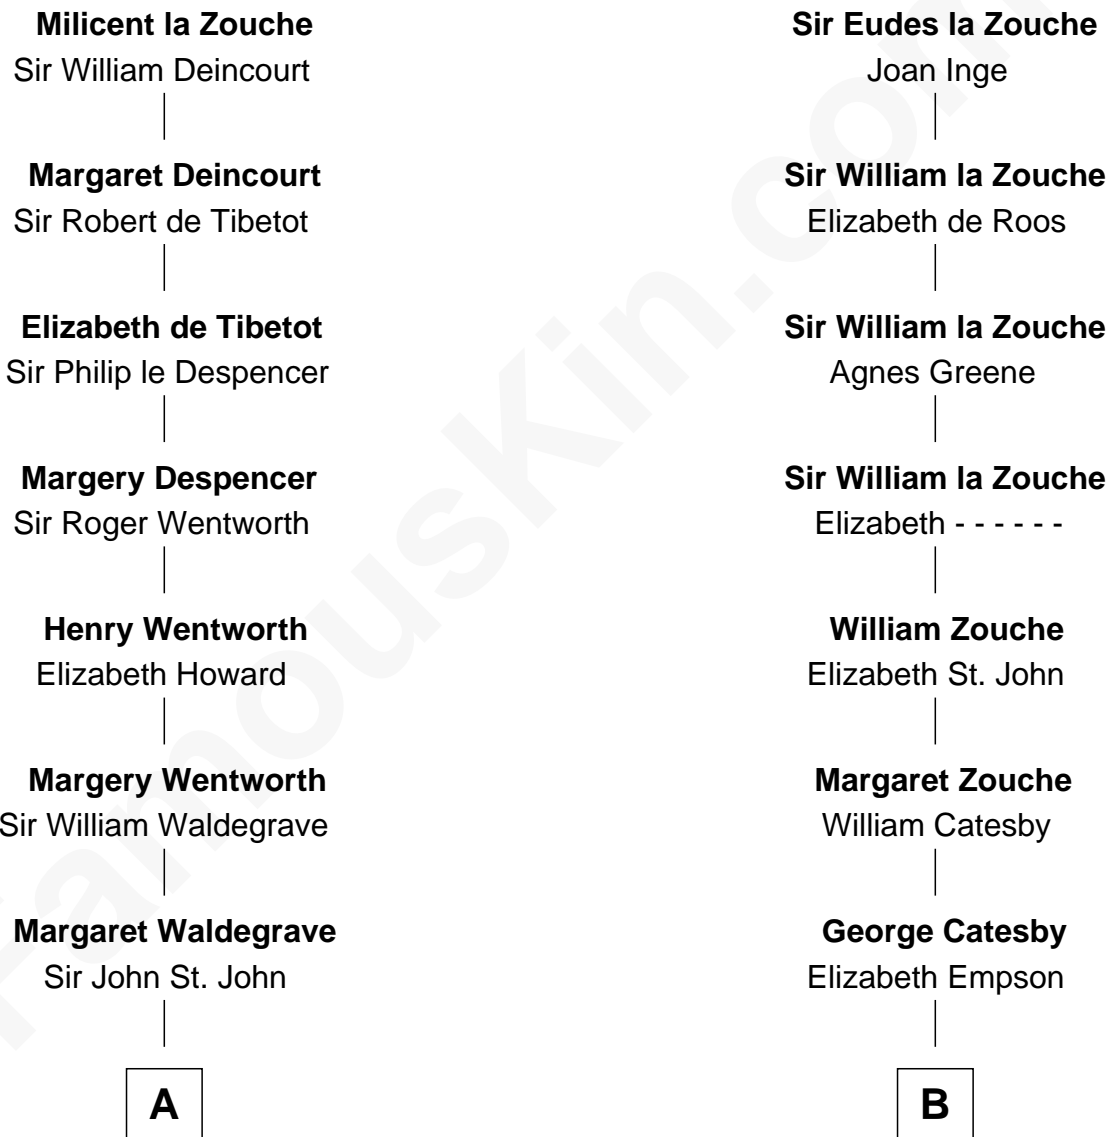 Milicent la Zouche
Sir William Deincourt
Margaret Deincourt
Sir Robert de Tibetot
Elizabeth de Tibetot
Sir Philip le Despencer
Margery Despencer
Sir Roger Wentworth
Henry Wentworth
Elizabeth Howard
Margery Wentworth
Sir William Waldegrave
Margaret Waldegrave
Sir John St. John
A
Sir Eudes la Zouche
Joan Inge
Sir William la Zouche
Elizabeth de Roos
Sir William la Zouche
Agnes Greene
Sir William la Zouche
Elizabeth - - - - - -
William Zouche
Elizabeth St. John
Margaret Zouche
William Catesby
George Catesby
Elizabeth Empson
B
FamousKin.com